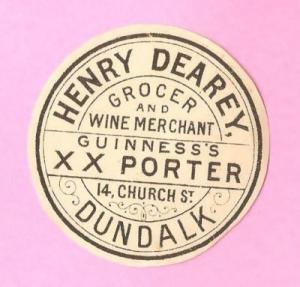 HENRY DEAREY,
GROCER
AND
WINE MERCHANT
GUINNESS'S
XX PORTER
14, CHURCH ST.
DUNDALK